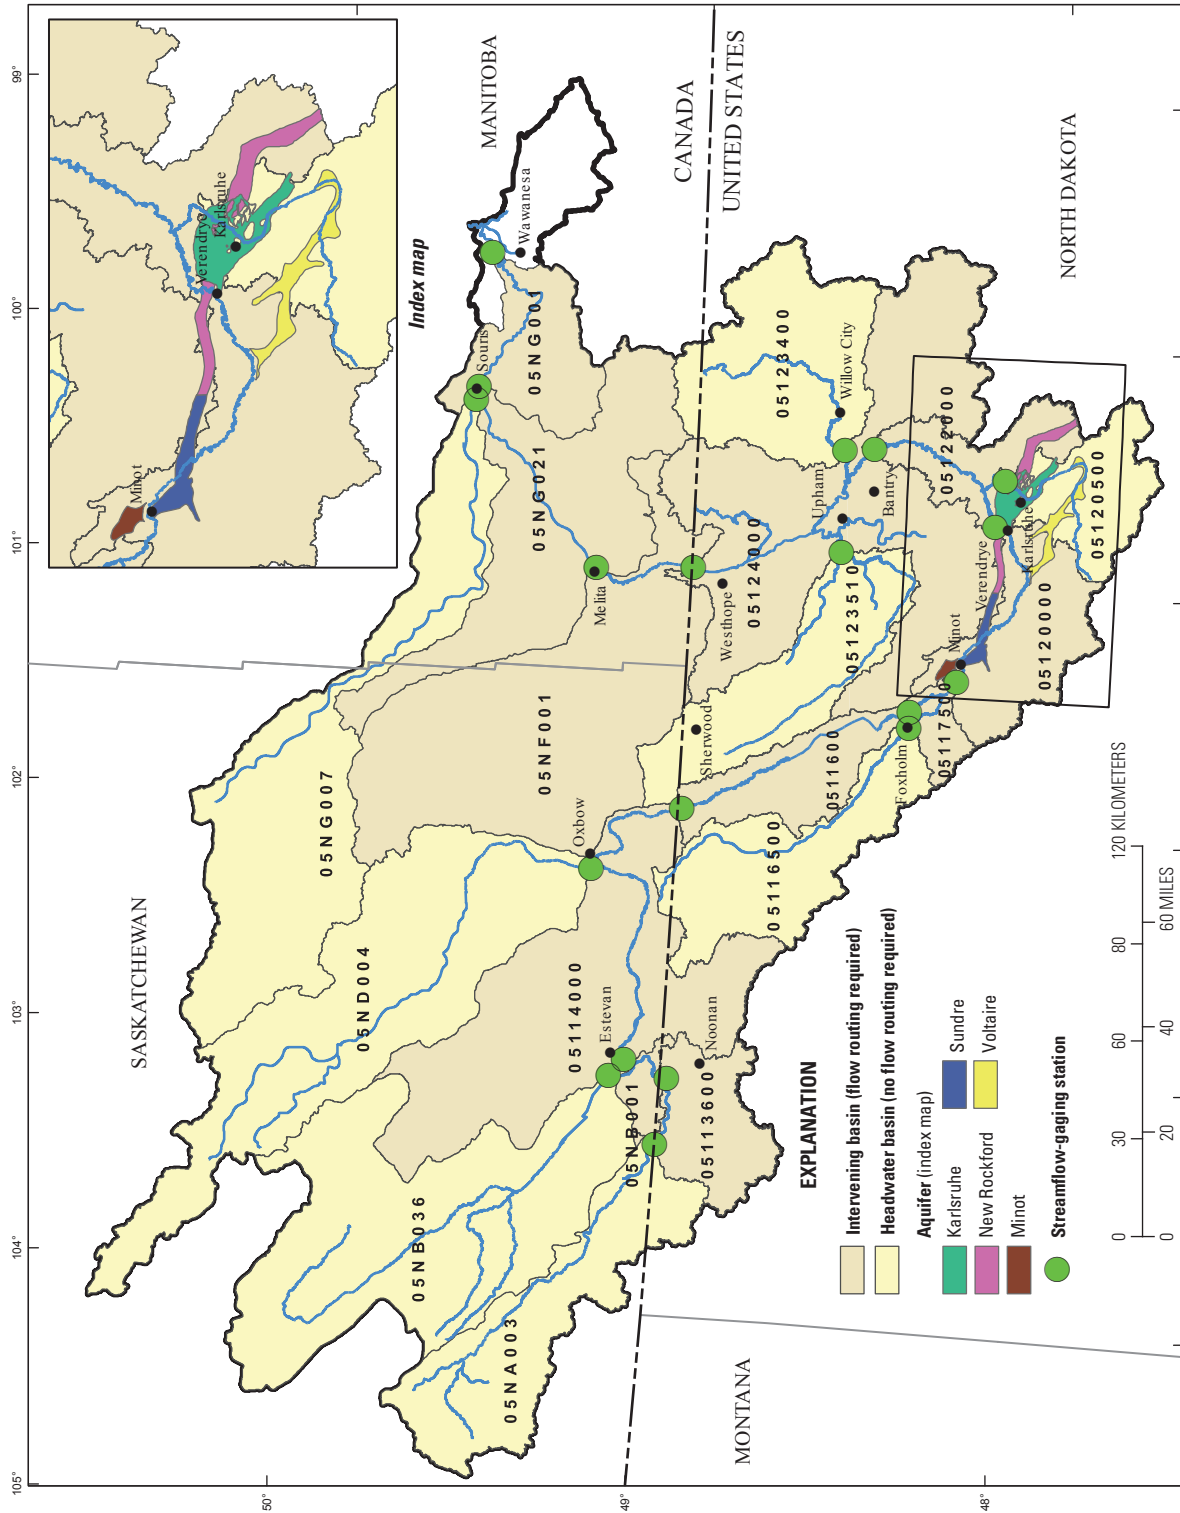 105°
104°
103°
102°
101°
100°
99°
50°
49°
48°
SASKATCHEWAN
MANITOBA
CANADA
UNITED STATES
MONTANA
NORTH DAKOTA
Index map
Minot
Verendrye
Karlsruhe
05NG007
05ND004
05NB036
05NA003
05NF001
05NG021
05NG001
05114000
05NB001
05113600
05116500
0511600
05117500
05123510
05124000
05123400
05122000
05120000
05120500
Estevan
Noonan
Oxbow
Sherwood
Foxholm
Melita
Westhope
Souris
Wawanesa
Upham
Bantry
Willow City
Minot
Verendrye
Karlsruhe
EXPLANATION
Intervening basin (flow routing required)
Headwater basin (no flow routing required)
Aquifer (index map)
Karlsruhe
New Rockford
Minot
Sundre
Voltaire
Streamflow-gaging station
0 30 60 80 120 KILOMETERS
0 20 40 60 MILES